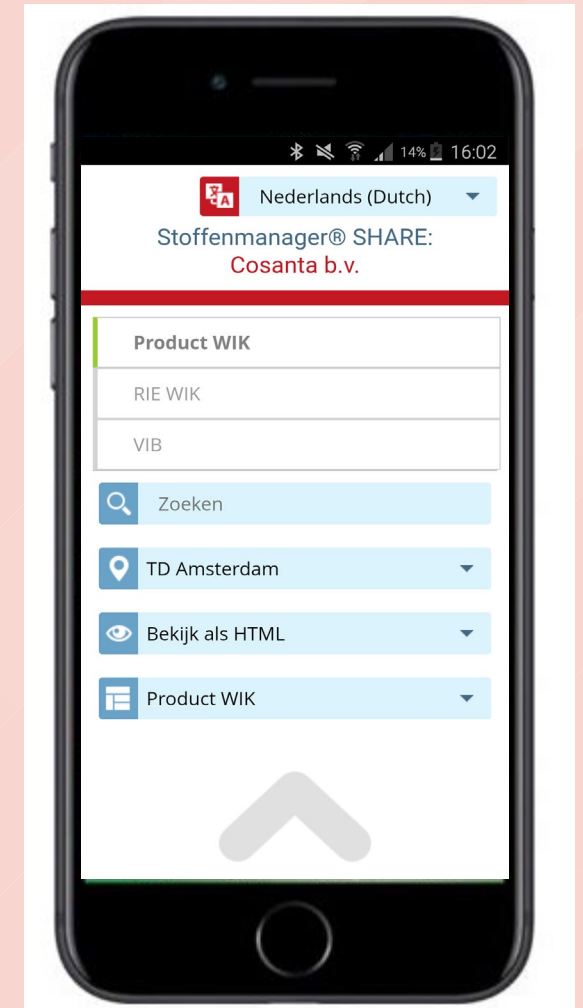 14% 16:02
Nederlands (Dutch)
Stoffenmanager® SHARE:
Cosanta b.v.
Product WIK
RIE WIK
VIB
Zoeken
TD Amsterdam
Bekijk als HTML
Product WIK